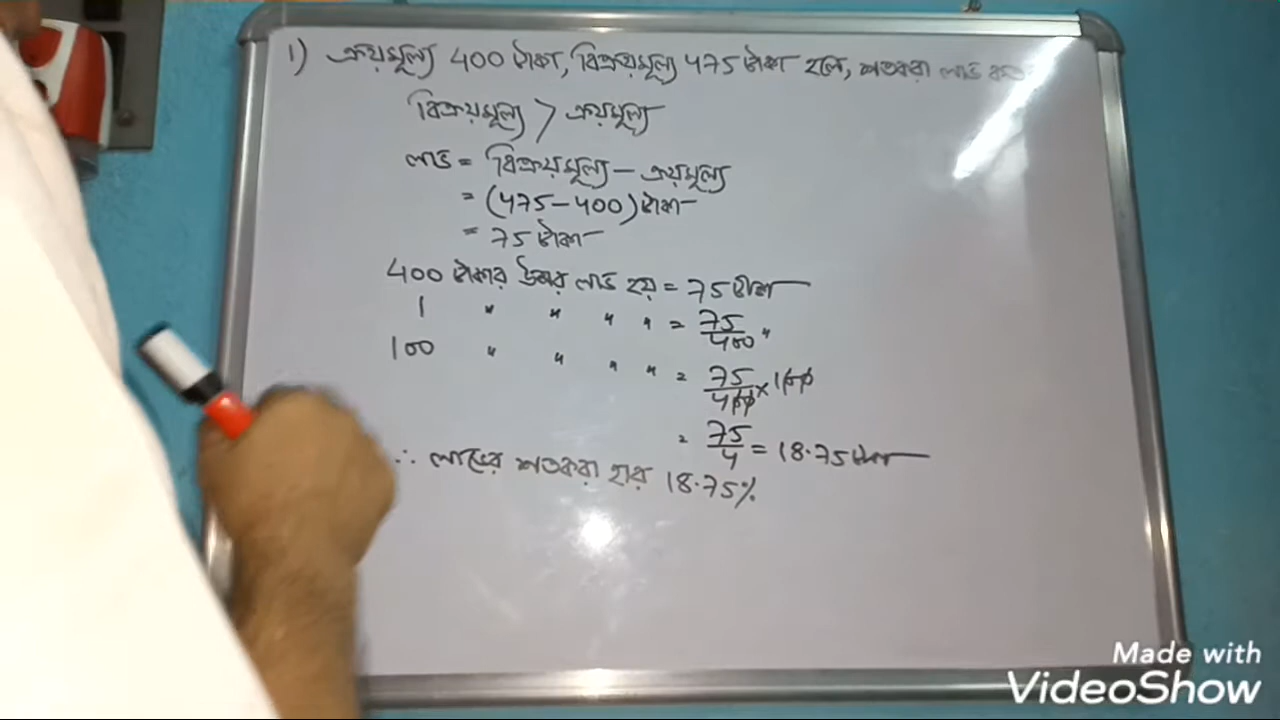 1) ক্রয়মূল্য 400 টাকা, বিক্রয়মূল্য 475 টাকা হলে, শতকরা লাভ কত
বিক্রয়মূল্য > ক্রয়মূল্য
লাভ = বিক্রয়মূল্য – ক্রয়মূল্য
= (475-400) টাকা
= 75 টাকা
400 টাকার উপর লাভ হয় = 75 টাকা
1 " " " " = 75/400 "
100 " " " " = 75/400 × 100
= 75/4 = 18.75 টাকা
∴ লাভের শতকরা হার 18.75%
Made with
VideoShow